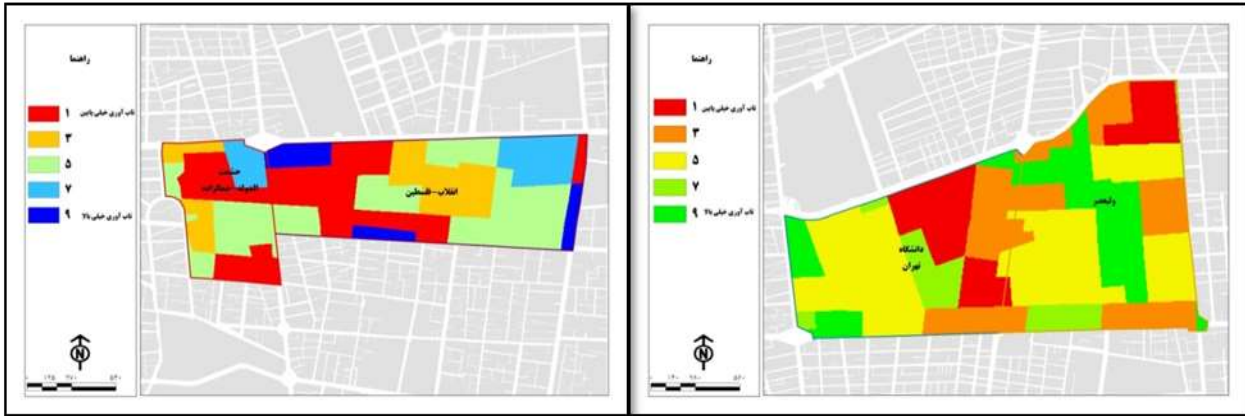 راهنما
۱ تاب آوری خیلی پایین
۳
۵
۷
۹ تاب آوری خیلی بالا
N
انقلاب-فلسطین
راهنما
۱ تاب آوری خیلی پایین
۳
۵
۷
۹ تاب آوری خیلی بالا
N
ولیعصر
دانشگاه
تهران